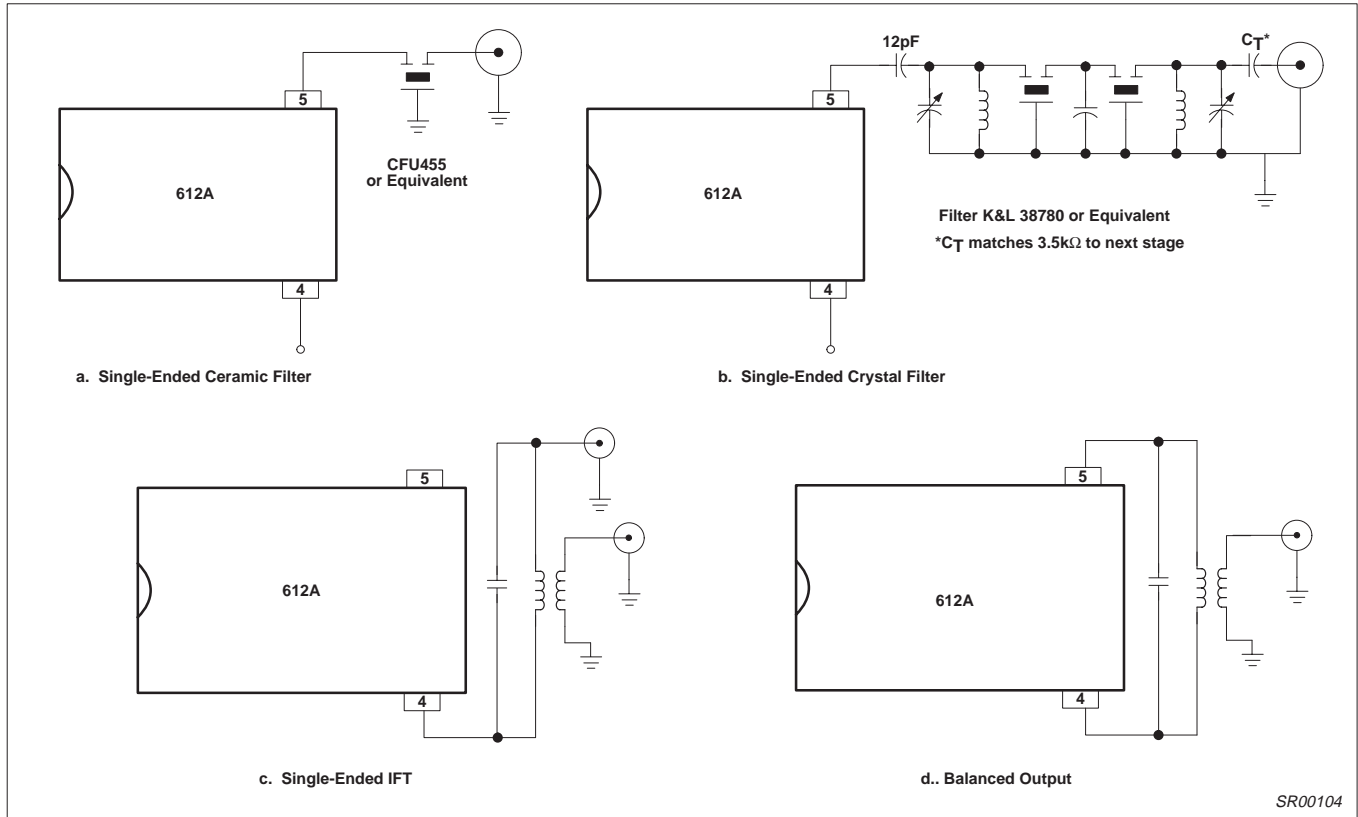 5
CFU455
or Equivalent
612A
4
a. Single-Ended Ceramic Filter
12pF
CT*
5
612A
Filter K&L 38780 or Equivalent
*CT matches 3.5kΩ to next stage
4
b. Single-Ended Crystal Filter
5
612A
4
c. Single-Ended IFT
5
612A
4
d.. Balanced Output
SR00104